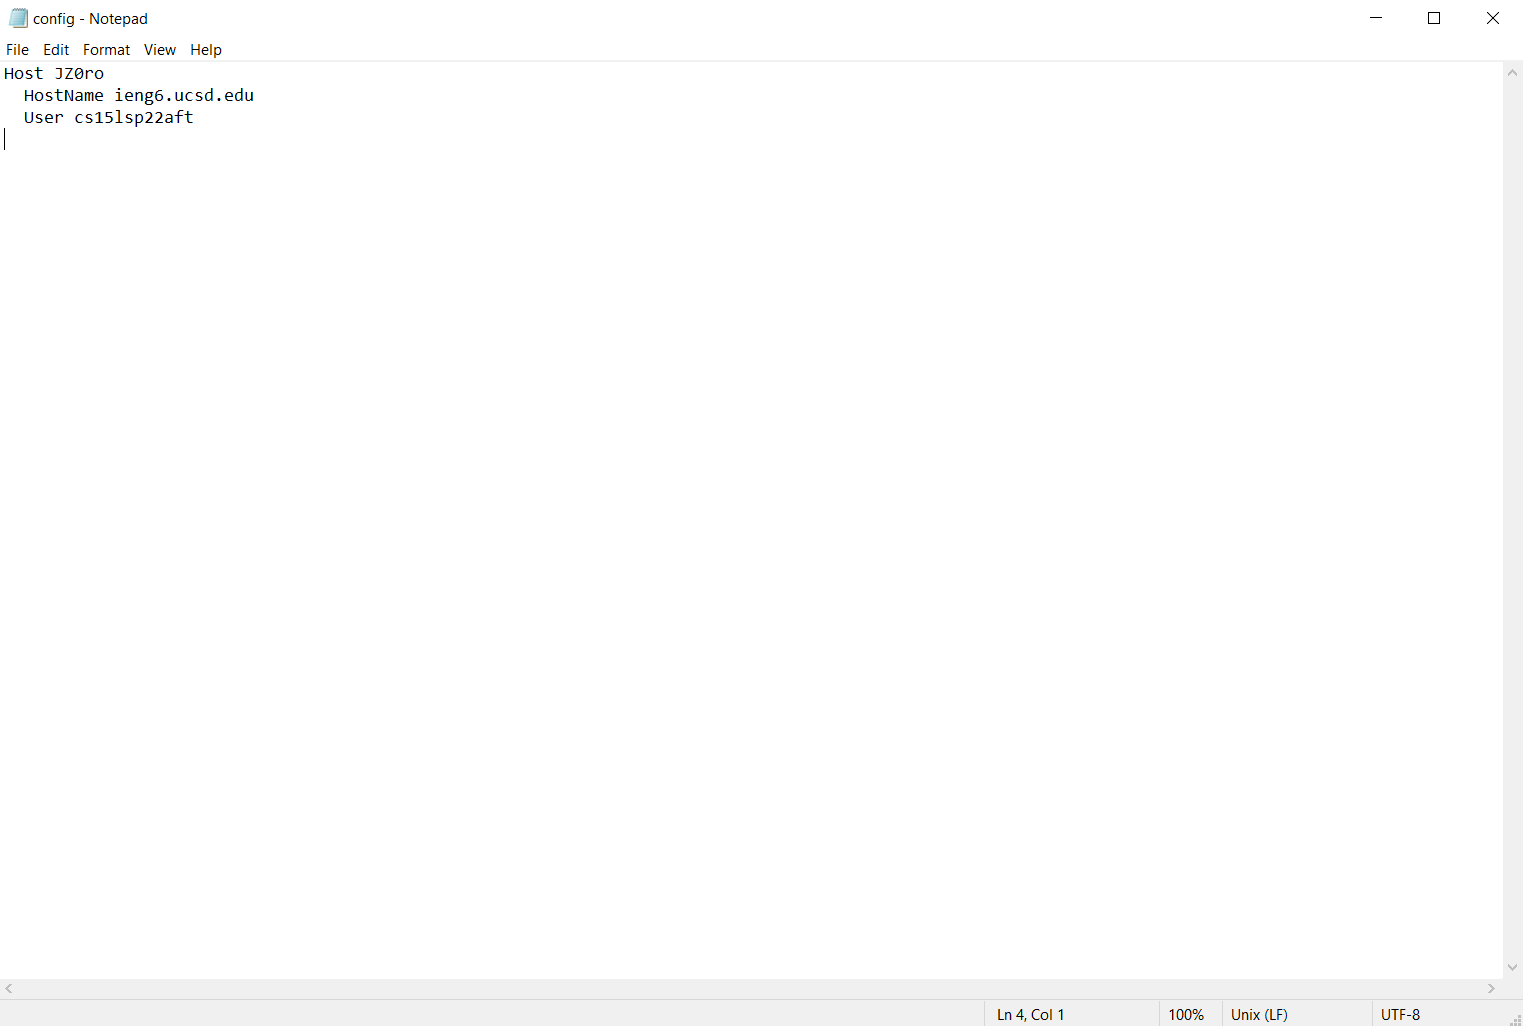 config - Notepad
File Edit Format View Help
Host JZ0ro
  HostName ieng6.ucsd.edu
  User cs15lsp22aft
Ln 4, Col 1 100% Unix (LF) UTF-8